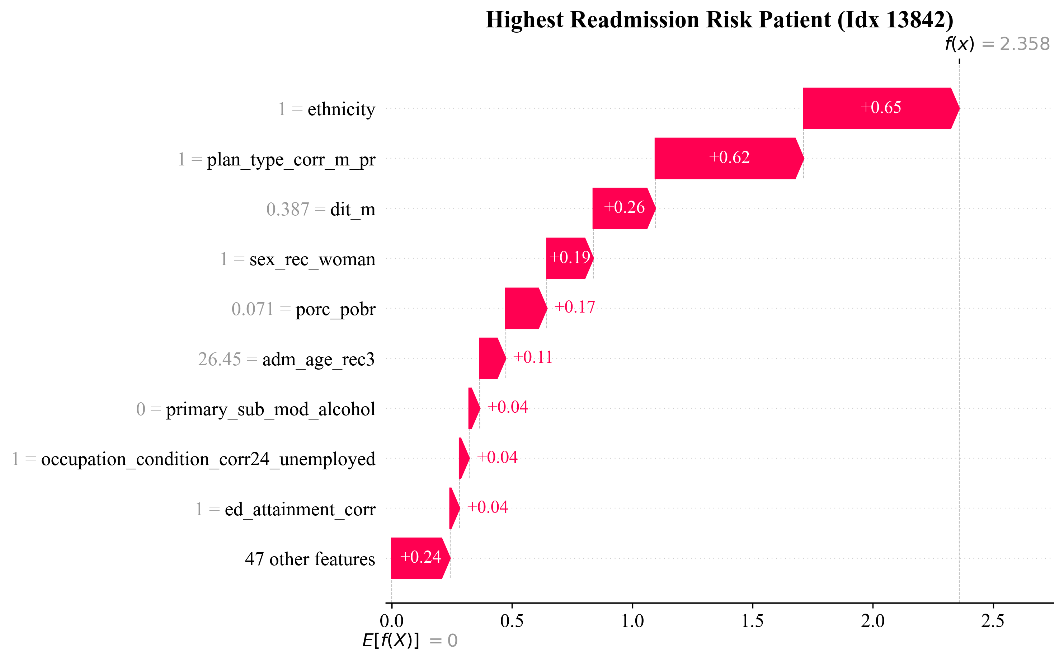 Highest Readmission Risk Patient (Idx 13842)
f(x) = 2.358
1 = ethnicity
+0.65
1 = plan_type_corr_m_pr
+0.62
0.387 = dit_m
+0.26
1 = sex_rec_woman
+0.19
0.071 = porc_pobr
+0.17
26.45 = adm_age_rec3
+0.11
0 = primary_sub_mod_alcohol
+0.04
1 = occupation_condition_corr24_unemployed
+0.04
1 = ed_attainment_corr
+0.04
47 other features
+0.24
0.0 0.5 1.0 1.5 2.0 2.5
E[f(X)] = 0